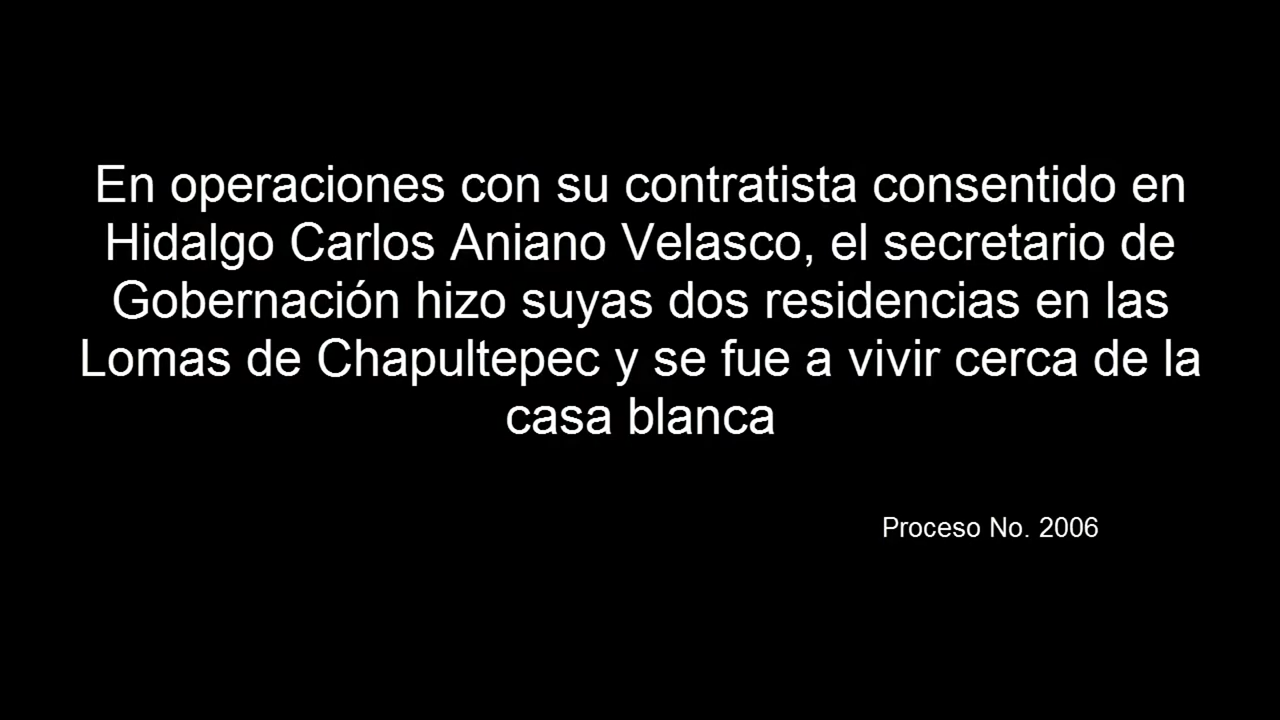 En operaciones con su contratista consentido en
Hidalgo Carlos Aniano Velasco, el secretario de
Gobernación hizo suyas dos residencias en las
Lomas de Chapultepec y se fue a vivir cerca de la
casa blanca
Proceso No. 2006